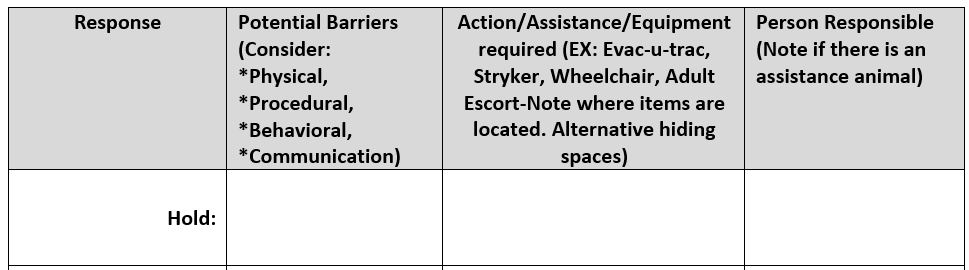 Response
Potential Barriers
(Consider:
*Physical,
*Procedural,
*Behavioral,
*Communication)
Action/Assistance/Equipment
required (EX: Evac-u-trac,
Stryker, Wheelchair, Adult
Escort-Note where items are
located. Alternative hiding
spaces)
Person Responsible
(Note if there is an
assistance animal)
Hold: